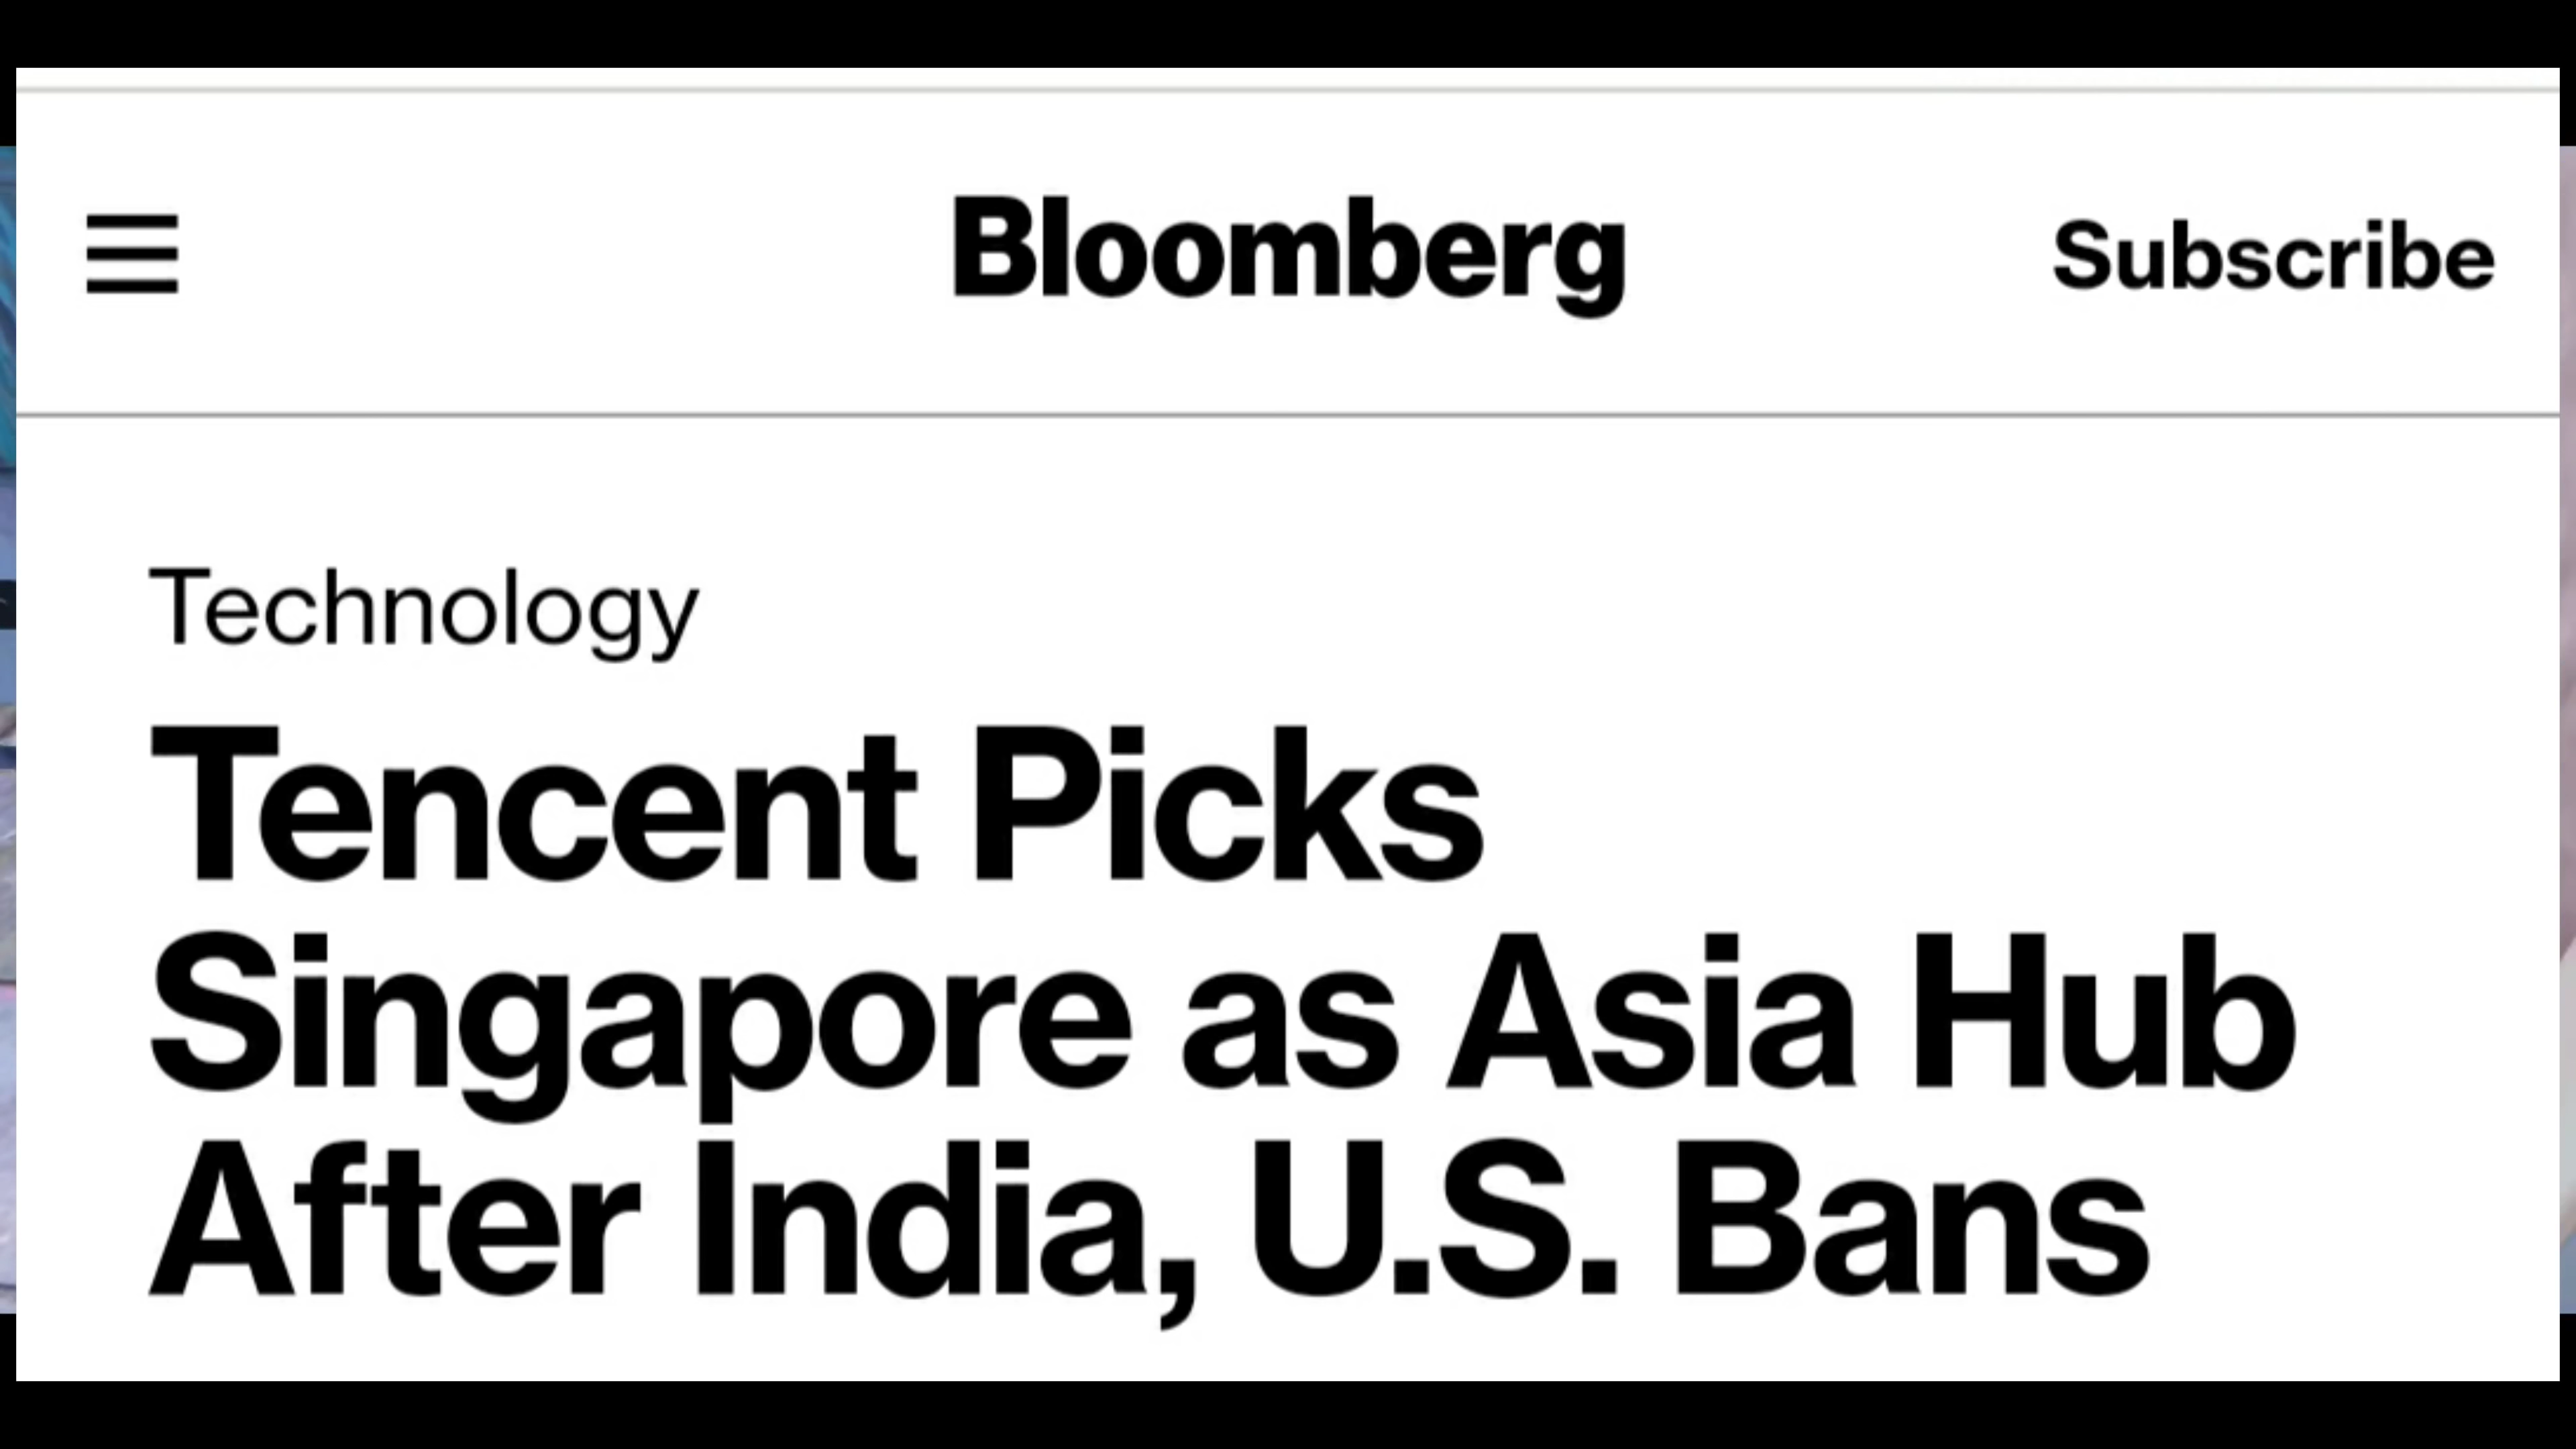 Bloomberg
Subscribe
Technology
Tencent Picks
Singapore as Asia Hub
After India, U.S. Bans